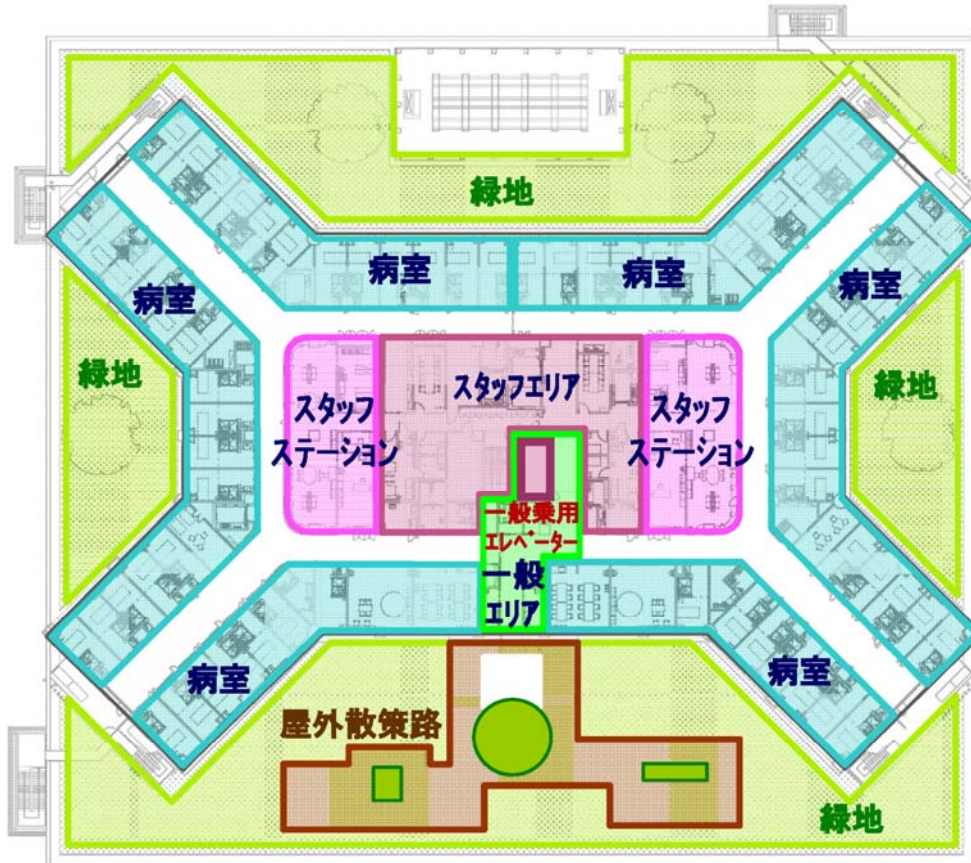 緑地
病室
病室
病室
病室
緑地
緑地
スタッフエリア
スタッフ
ステーション
スタッフ
ステーション
一般乗用
エレベーター
一般
エリア
病室
病室
屋外散策路
緑地